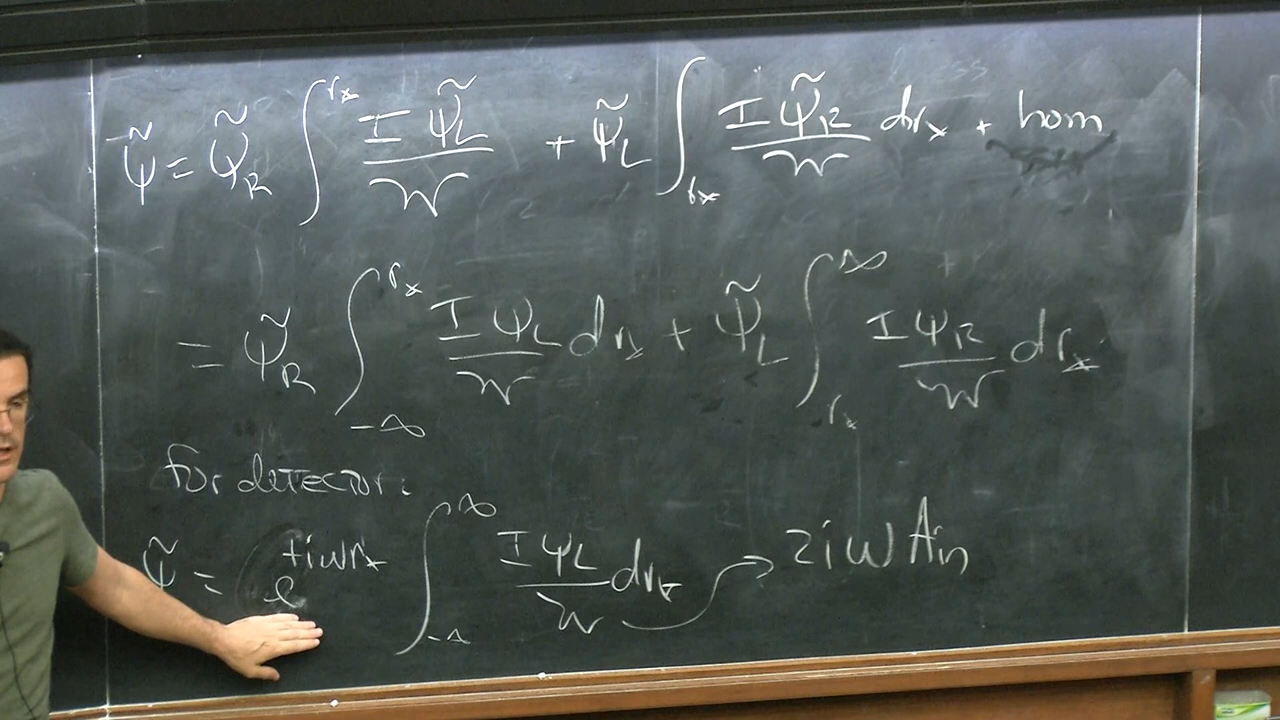 ψ̃ = ψ̃_R ∫^{r_*} I ψ̃_L / W + ψ̃_L ∫_{r_*} I ψ̃_R / W dr_* + hom
= ψ̃_R ∫_{-∞}^{r_*} I ψ_L / W dr_* + ψ̃_L ∫_{r_*}^{∞} I ψ_R / W dr_*
for detector:
ψ̃ = e^{+iωr_*} ∫_{-∞}^{∞} I ψ_L / W dr_* → 2iω A_in